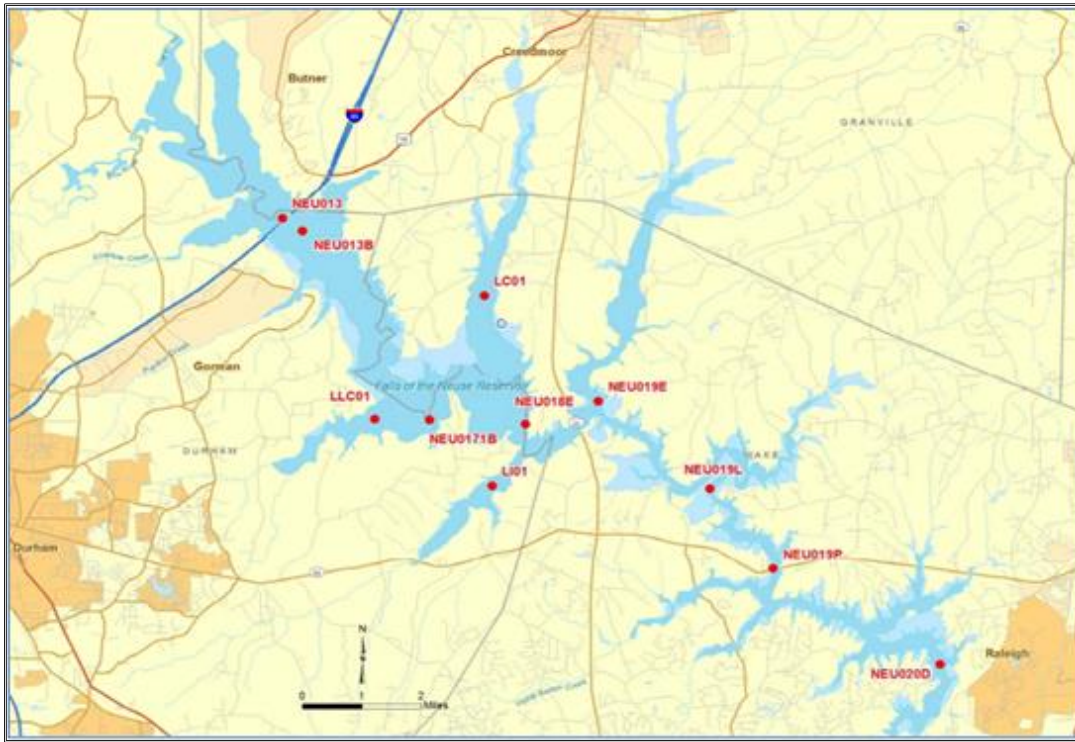 Creedmoor
Butner
GRANVILLE
NEU013
NEU013B
LC01
Gorman
Falls of the Neuse Reservoir
NEU019E
LLC01
NEU018E
NEU0171B
DURHAM
WAKE
NEU019L
LI01
Durham
NEU019P
N
Raleigh
NEU020D
0 1 2
Miles